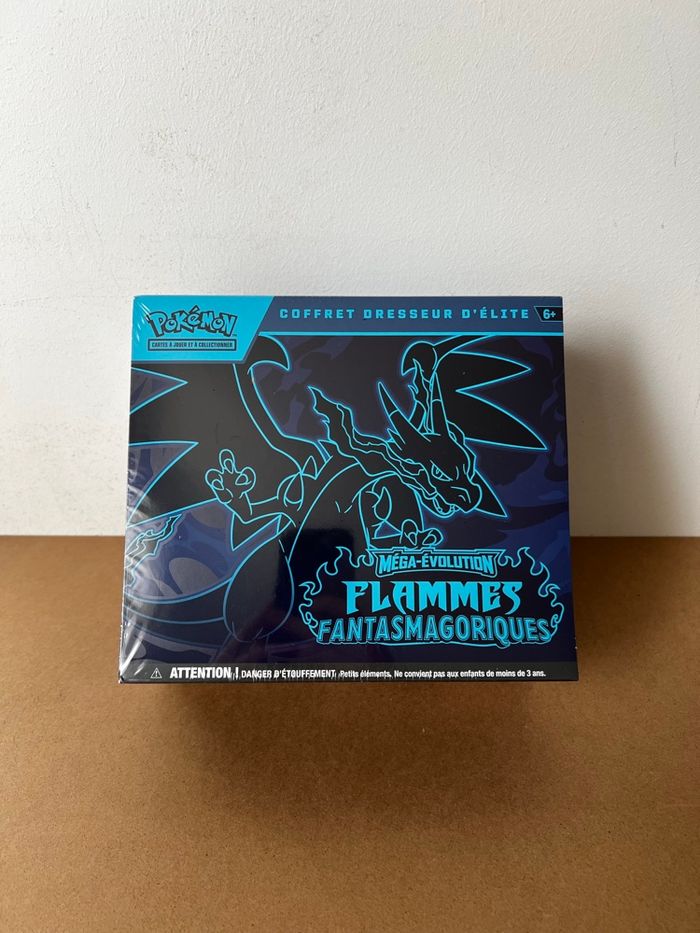 POKéMON
CARTES À JOUER ET À COLLECTIONNER
COFFRET DRESSEUR D'ÉLITE 6+
MÉGA-ÉVOLUTION
FLAMMES
FANTASMAGORIQUES
⚠ ATTENTION | DANGER D'ÉTOUFFEMENT Petits éléments, Ne convient pas aux enfants de moins de 3 ans.